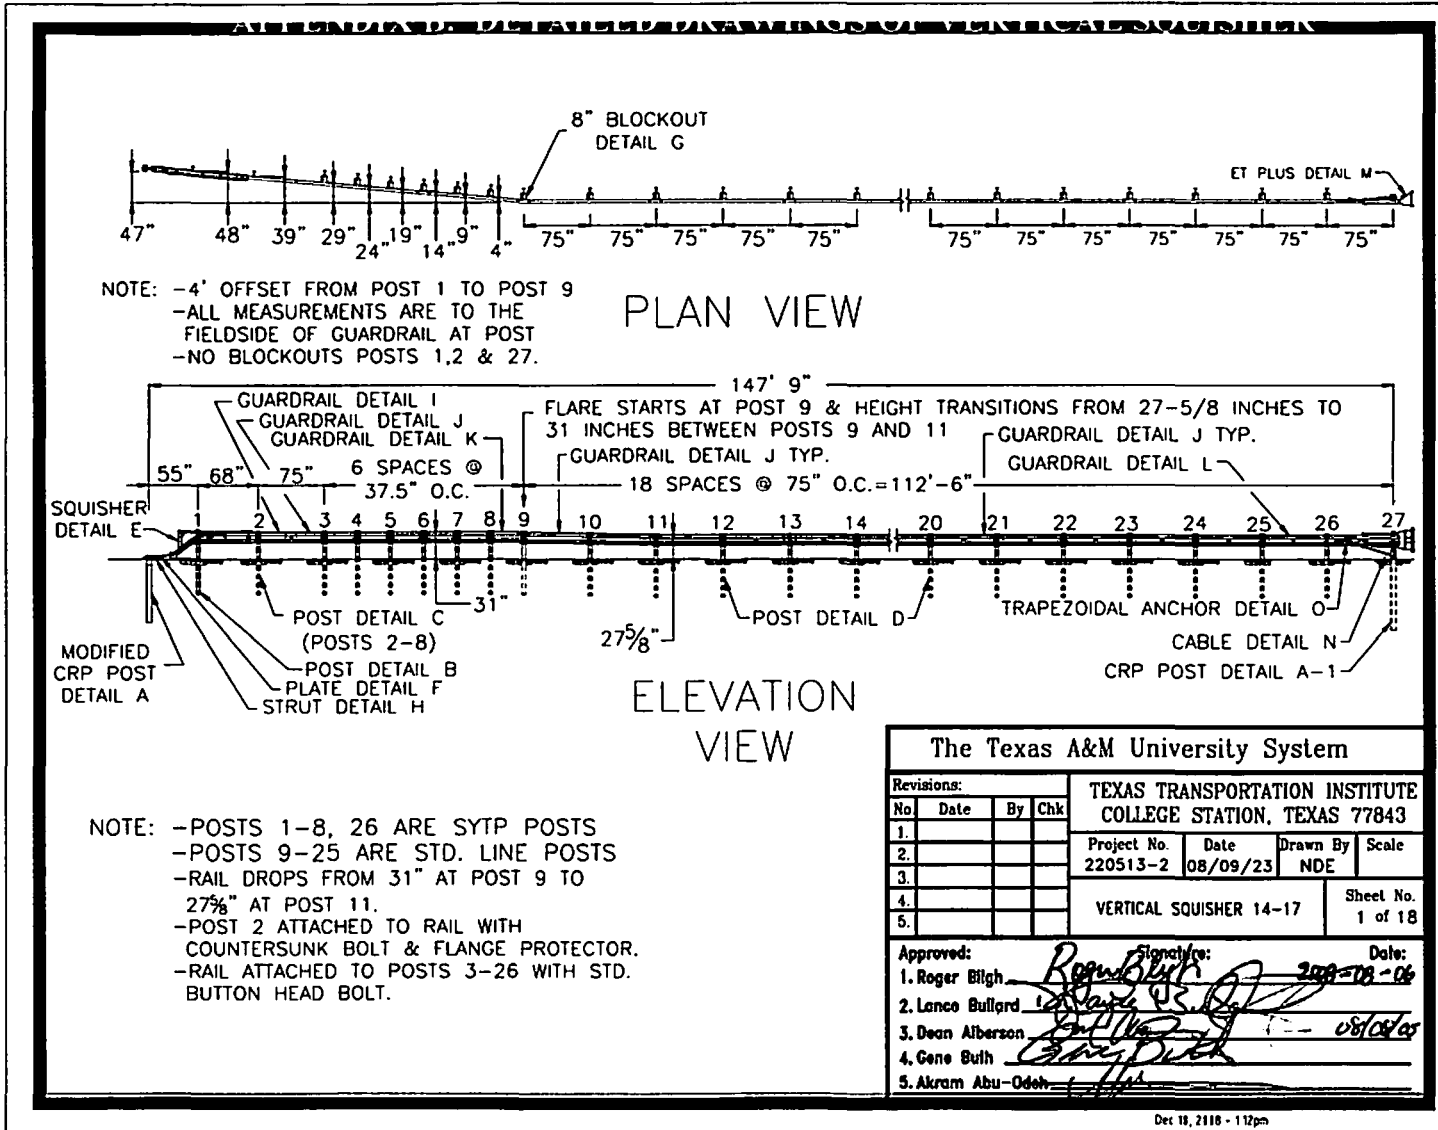 APPENDIX B. DETAILED DRAWINGS OF VERTICAL SQUISHER
8" BLOCKOUT
DETAIL G
ET PLUS DETAIL M
47" 48" 39" 29" 24" 19" 14" 9" 4" 75" 75" 75" 75" 75" 75" 75" 75" 75" 75" 75" 75"
NOTE: -4' OFFSET FROM POST 1 TO POST 9
-ALL MEASUREMENTS ARE TO THE
FIELDSIDE OF GUARDRAIL AT POST
-NO BLOCKOUTS POSTS 1,2 & 27.
PLAN VIEW
147' 9"
GUARDRAIL DETAIL I
GUARDRAIL DETAIL J
GUARDRAIL DETAIL K
FLARE STARTS AT POST 9 & HEIGHT TRANSITIONS FROM 27-5/8 INCHES TO
31 INCHES BETWEEN POSTS 9 AND 11
GUARDRAIL DETAIL J TYP.
GUARDRAIL DETAIL J TYP.
GUARDRAIL DETAIL L
55" 68" 75"
6 SPACES @
37.5" O.C.
18 SPACES @ 75" O.C.=112'-6"
SQUISHER
DETAIL E
1 2 3 4 5 6 7 8 9 10 11 12 13 14 20 21 22 23 24 25 26 27
31"
27⅝"
POST DETAIL C
(POSTS 2-8)
POST DETAIL D
TRAPEZOIDAL ANCHOR DETAIL O
CABLE DETAIL N
CRP POST DETAIL A-1
MODIFIED
CRP POST
DETAIL A
POST DETAIL B
PLATE DETAIL F
STRUT DETAIL H
ELEVATION
VIEW
NOTE: -POSTS 1-8, 26 ARE SYTP POSTS
-POSTS 9-25 ARE STD. LINE POSTS
-RAIL DROPS FROM 31" AT POST 9 TO
27⅝" AT POST 11.
-POST 2 ATTACHED TO RAIL WITH
COUNTERSUNK BOLT & FLANGE PROTECTOR.
-RAIL ATTACHED TO POSTS 3-26 WITH STD.
BUTTON HEAD BOLT.
The Texas A&M University System
Revisions:
No Date By Chk
1.
2.
3.
4.
5.
TEXAS TRANSPORTATION INSTITUTE
COLLEGE STATION, TEXAS 77843
Project No. Date Drawn By Scale
220513-2 08/09/23 NDE
VERTICAL SQUISHER 14-17
Sheet No.
1 of 18
Approved: Signature: Date:
1. Roger Bligh
2. Lance Bullard
3. Dean Alberson
4. Gene Buth
5. Akram Abu-Odeh